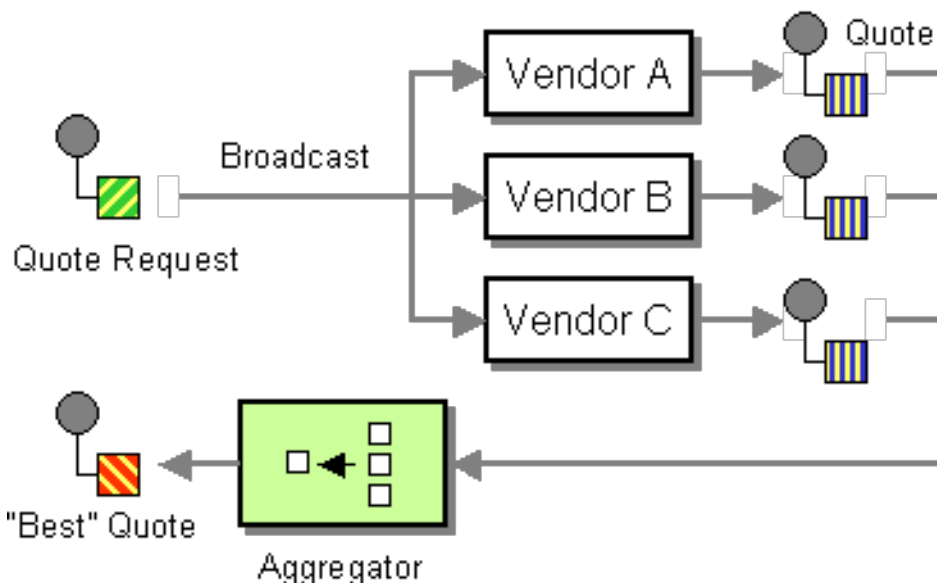 Vendor A
Quote
Broadcast
Vendor B
Quote Request
Vendor C
"Best" Quote
Aggregator